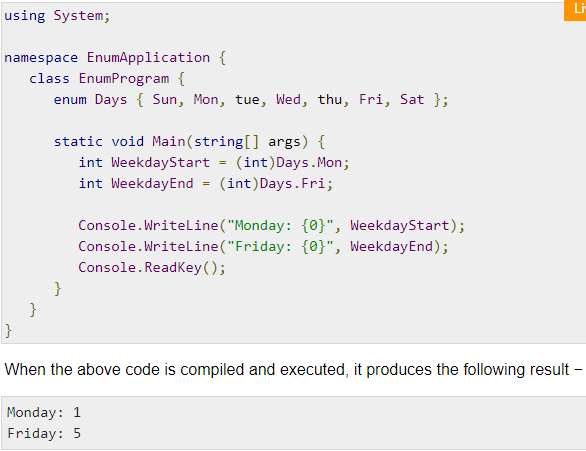 Li
using System;
namespace EnumApplication {
class EnumProgram {
enum Days { Sun, Mon, tue, Wed, thu, Fri, Sat };
static void Main(string[] args) {
int WeekdayStart = (int)Days.Mon;
int WeekdayEnd = (int)Days.Fri;
Console.WriteLine("Monday: {0}", WeekdayStart);
Console.WriteLine("Friday: {0}", WeekdayEnd);
Console.ReadKey();
}
}
}
When the above code is compiled and executed, it produces the following result −
Monday: 1
Friday: 5